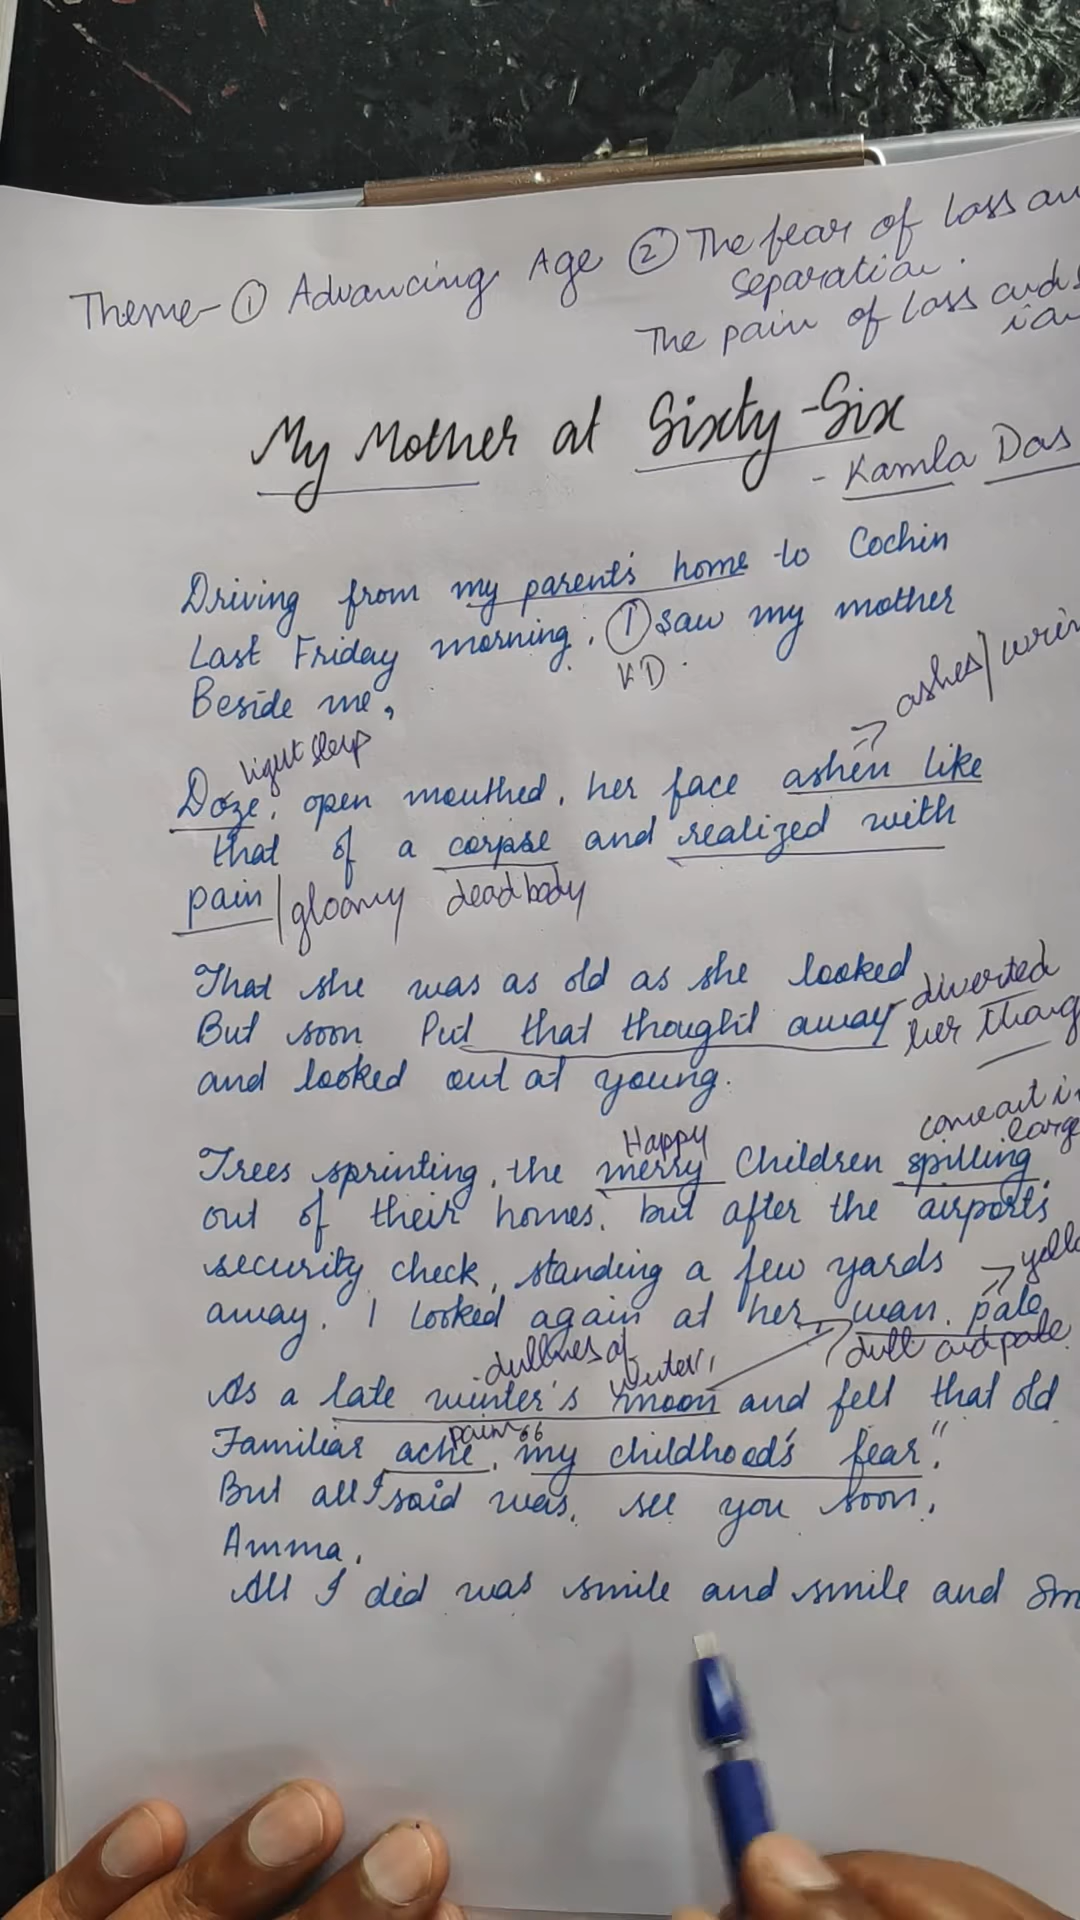 Theme- ① Advancing Age ② The fear of loss an
separation.
The pain of loss and s
My Mother at Sixty-Six
- Kamla Das
Driving from my parent's home to Cochin
Last Friday morning, I saw my mother
K.D.
Beside me,
ashes/
light sleep
Doze, open mouthed, her face ashen like
that of a corpse and realized with
pain/gloomy deadbody
That she was as old as she looked
diverted
But soon Put that thought away
her thoug
and looked out at young.
come out in
large
Happy
Trees sprinting, the merry Children spilling
out of their homes, but after the airport's
security check, standing a few yards
yello
away, I looked again at her, wan, pale
dull and pale
dullness of winter
As a late winter's moon and felt that old
pain
Familiar ache, my childhood's fear,"
But all I said was, see you soon,
Amma,
All I did was smile and smile and Sm